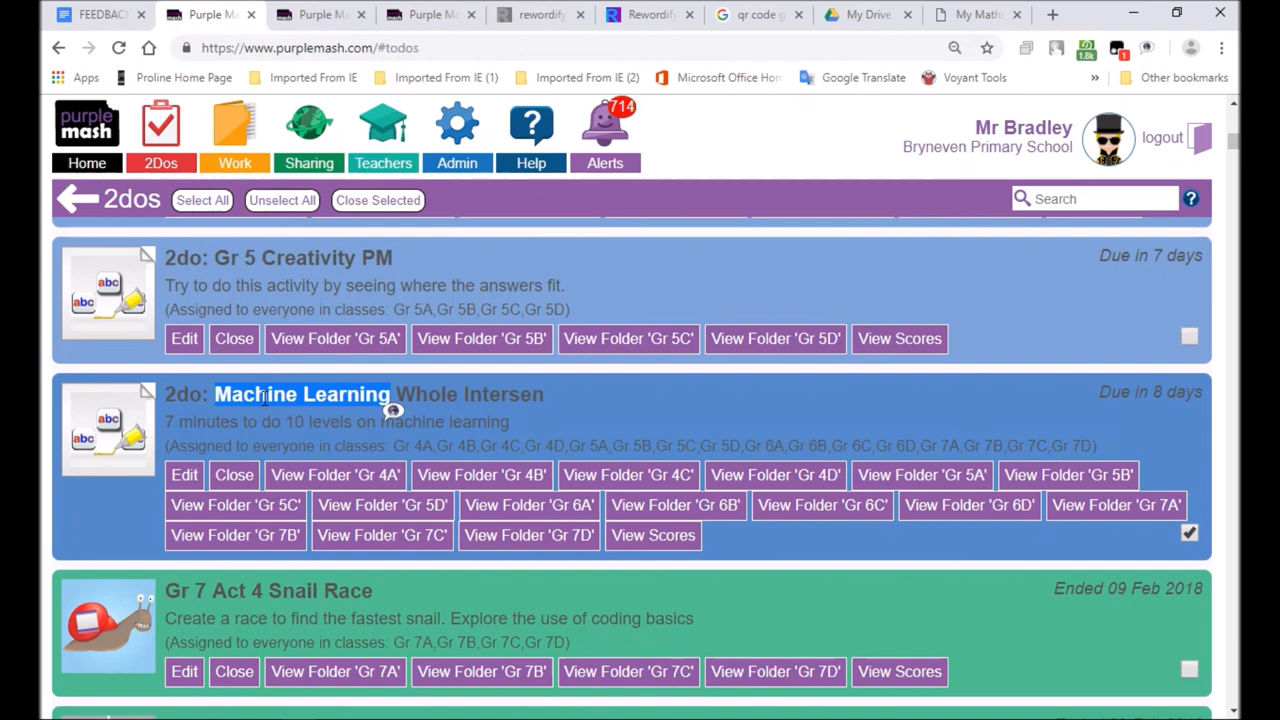 FEEDBACK
Purple Ma
Purple M
Purple M
rewordify
Rewordify
qr code g
My Drive
My Math
https://www.purplemash.com/#todos
1.8k
1
Apps
Proline Home Page
Imported From IE
Imported From IE (1)
Imported From IE (2)
Microsoft Office Hom
Google Translate
Voyant Tools
»
Other bookmarks
purple
mash
714
Home
2Dos
Work
Sharing
Teachers
Admin
Help
Alerts
Mr Bradley
Bryneven Primary School
logout
2dos
Select All
Unselect All
Close Selected
Search
?
2do: Gr 5 Creativity PM
Due in 7 days
Try to do this activity by seeing where the answers fit.
(Assigned to everyone in classes: Gr 5A,Gr 5B,Gr 5C,Gr 5D)
abc
abc
Edit Close View Folder 'Gr 5A' View Folder 'Gr 5B' View Folder 'Gr 5C' View Folder 'Gr 5D' View Scores
2do: Machine Learning Whole Intersen
Due in 8 days
7 minutes to do 10 levels on machine learning
(Assigned to everyone in classes: Gr 4A,Gr 4B,Gr 4C,Gr 4D,Gr 5A,Gr 5B,Gr 5C,Gr 5D,Gr 6A,Gr 6B,Gr 6C,Gr 6D,Gr 7A,Gr 7B,Gr 7C,Gr 7D)
abc
abc
Edit Close View Folder 'Gr 4A' View Folder 'Gr 4B' View Folder 'Gr 4C' View Folder 'Gr 4D' View Folder 'Gr 5A' View Folder 'Gr 5B'
View Folder 'Gr 5C' View Folder 'Gr 5D' View Folder 'Gr 6A' View Folder 'Gr 6B' View Folder 'Gr 6C' View Folder 'Gr 6D' View Folder 'Gr 7A'
View Folder 'Gr 7B' View Folder 'Gr 7C' View Folder 'Gr 7D' View Scores
Gr 7 Act 4 Snail Race
Ended 09 Feb 2018
Create a race to find the fastest snail. Explore the use of coding basics
(Assigned to everyone in classes: Gr 7A,Gr 7B,Gr 7C,Gr 7D)
Edit Close View Folder 'Gr 7A' View Folder 'Gr 7B' View Folder 'Gr 7C' View Folder 'Gr 7D' View Scores